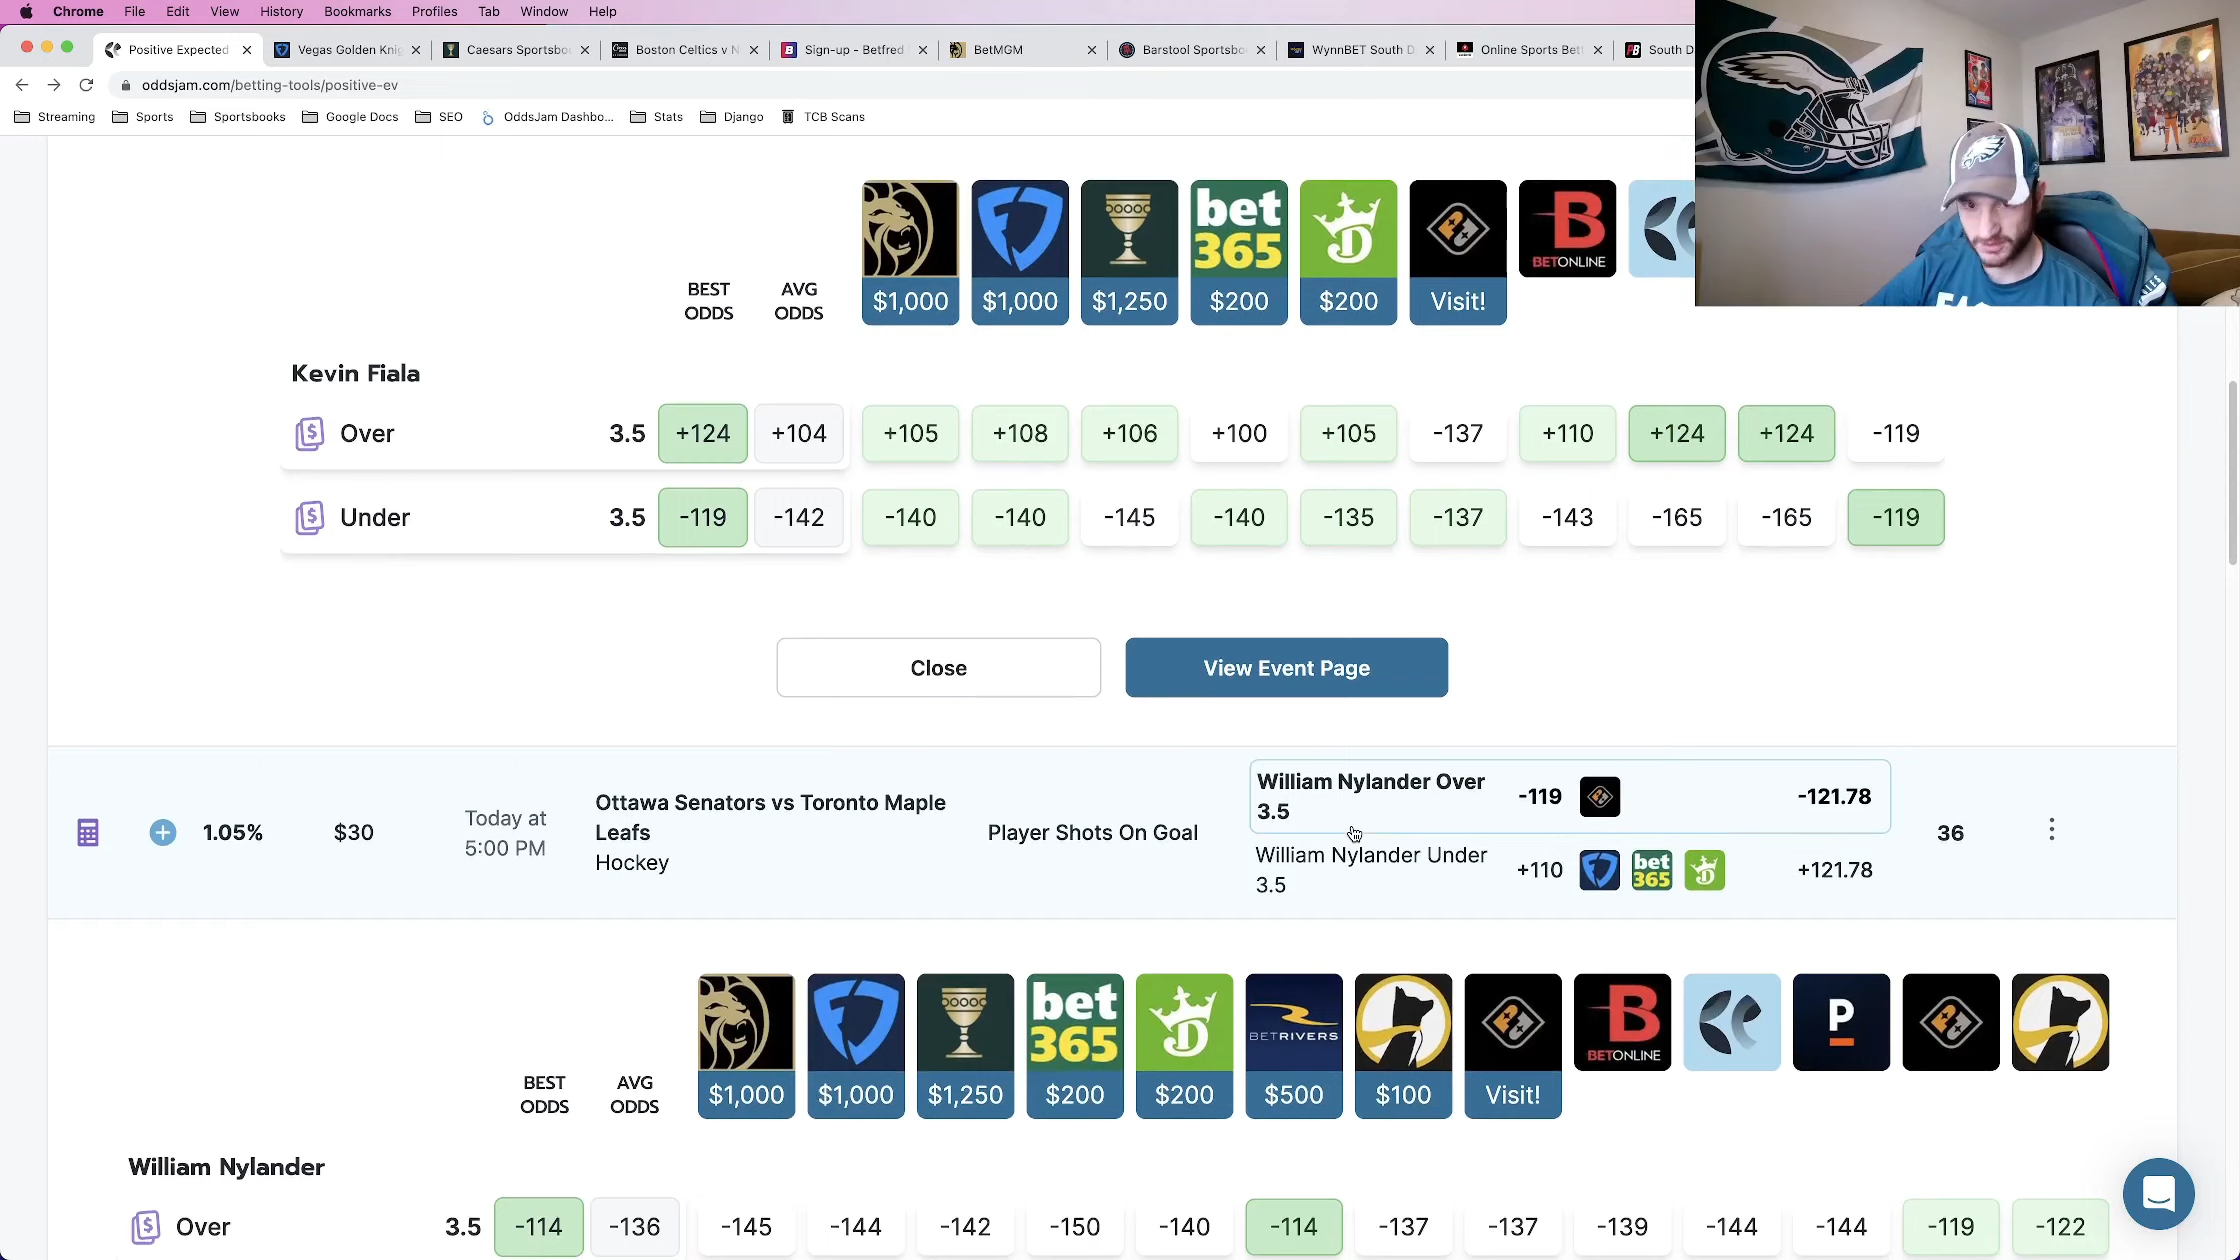 Chrome File Edit View History Bookmarks Profiles Tab Window Help
Positive Expected
Vegas Golden Knig
Caesars Sportsbo
Boston Celtics v N
Sign-up - Betfred
BetMGM
Barstool Sportsbo
WynnBET South D
Online Sports Bett
South D
oddsjam.com/betting-tools/positive-ev
Streaming Sports Sportsbooks Google Docs SEO OddsJam Dashbo... Stats Django TCB Scans
BEST ODDS
AVG ODDS
$1,000
$1,000
$1,250
bet365
$200
$200
Visit!
BETONLINE
Kevin Fiala
Over 3.5 +124 +104 +105 +108 +106 +100 +105 -137 +110 +124 +124 -119
Under 3.5 -119 -142 -140 -140 -145 -140 -135 -137 -143 -165 -165 -119
Close
View Event Page
1.05%
$30
Today at
5:00 PM
Ottawa Senators vs Toronto Maple
Leafs
Hockey
Player Shots On Goal
William Nylander Over
3.5
-119
-121.78
William Nylander Under
3.5
+110
bet365
+121.78
36
BEST ODDS
AVG ODDS
$1,000
$1,000
$1,250
bet365
$200
$200
BETRIVERS
$500
$100
Visit!
BETONLINE
P
William Nylander
Over 3.5 -114 -136 -145 -144 -142 -150 -140 -114 -137 -137 -139 -144 -144 -119 -122